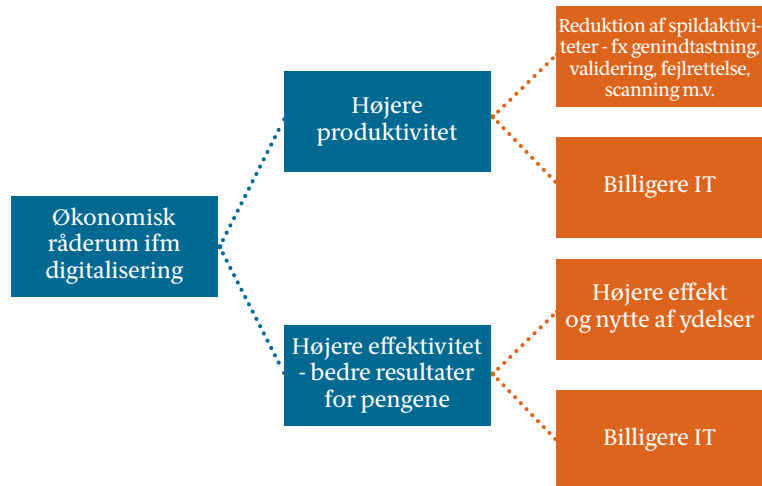 Økonomisk
råderum ifm
digitalisering
Højere
produktivitet
Reduktion af spildaktivi-
teter - fx genindtastning,
validering, fejlrettelse,
scanning m.v.
Billigere IT
Højere effektivitet
- bedre resultater
for pengene
Højere effekt
og nytte af ydelser
Billigere IT